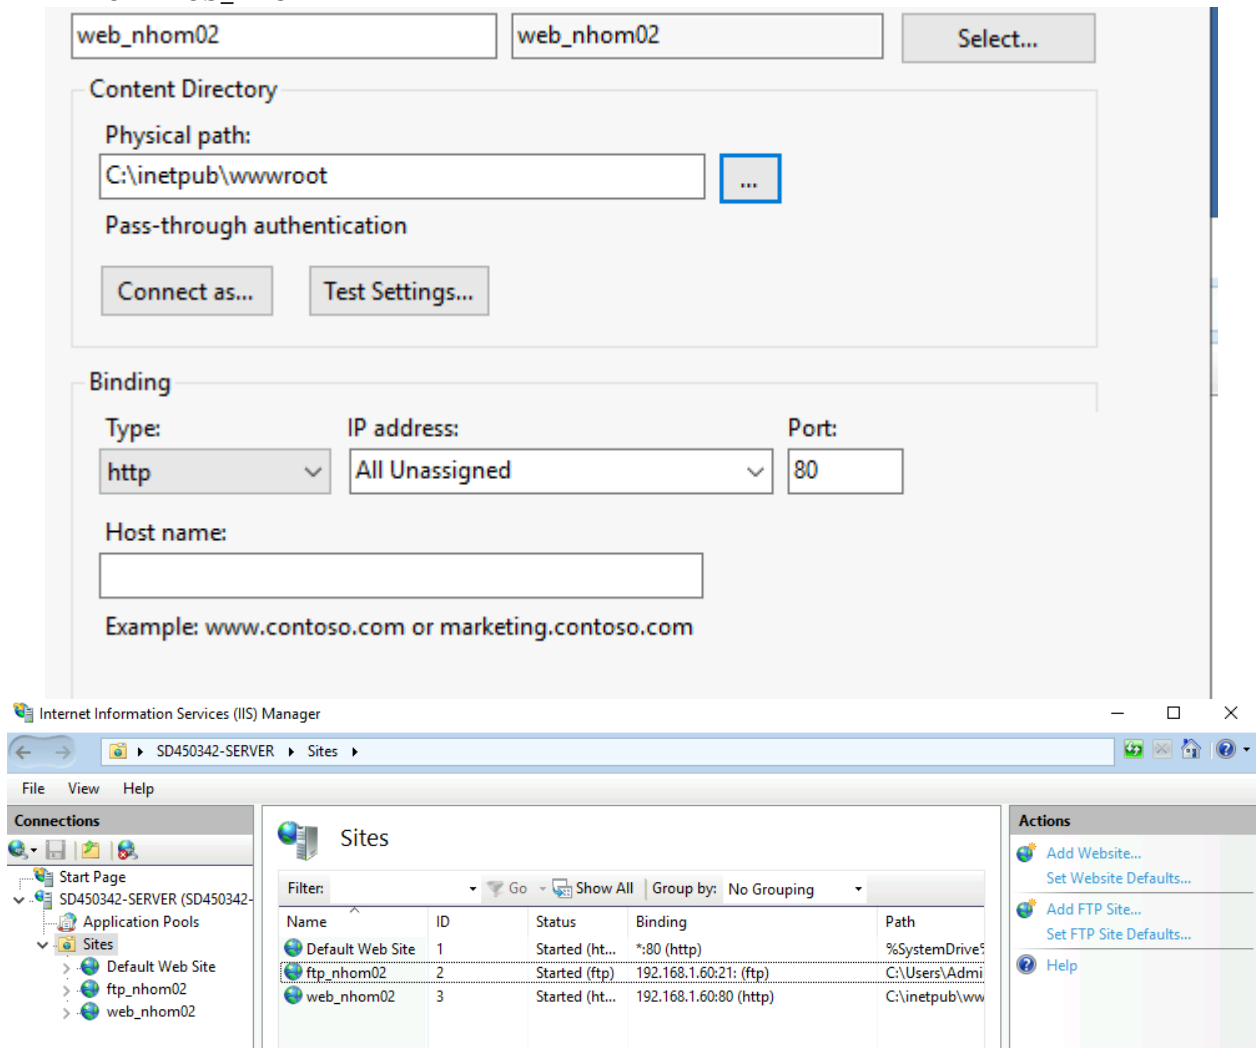 web_nhom02 web_nhom02 Select...
Content Directory
Physical path:
C:\inetpub\wwwroot ...
Pass-through authentication
Connect as... Test Settings...
Binding
Type: IP address: Port:
http All Unassigned 80
Host name:
Example: www.contoso.com or marketing.contoso.com
Internet Information Services (IIS) Manager
SD450342-SERVER Sites
File View Help
Connections
Start Page
SD450342-SERVER (SD450342-
Application Pools
Sites
Default Web Site
ftp_nhom02
web_nhom02
Sites
Filter: Go Show All Group by: No Grouping
Name ID Status Binding Path
Default Web Site 1 Started (ht... *:80 (http) %SystemDrive%
ftp_nhom02 2 Started (ftp) 192.168.1.60:21: (ftp) C:\Users\Admi
web_nhom02 3 Started (ht... 192.168.1.60:80 (http) C:\inetpub\ww
Actions
Add Website...
Set Website Defaults...
Add FTP Site...
Set FTP Site Defaults...
Help